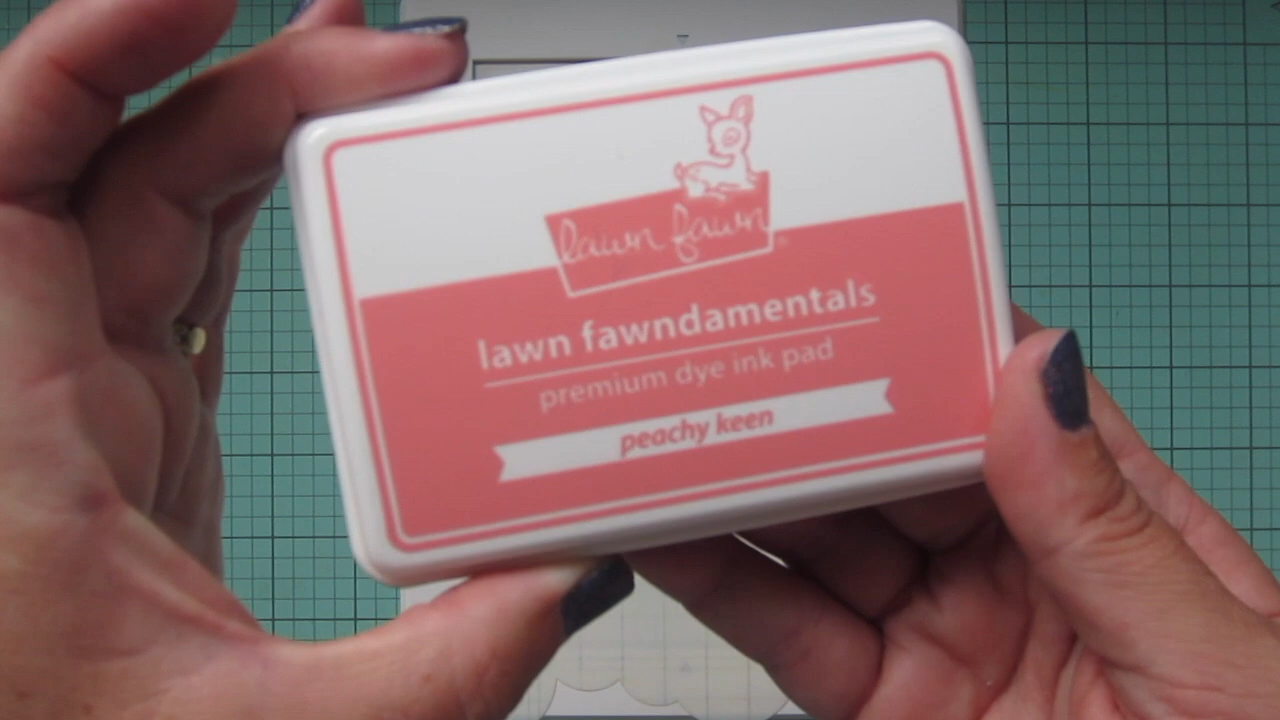 lawn fawn
lawn fawndamentals
premium dye ink pad
peachy keen